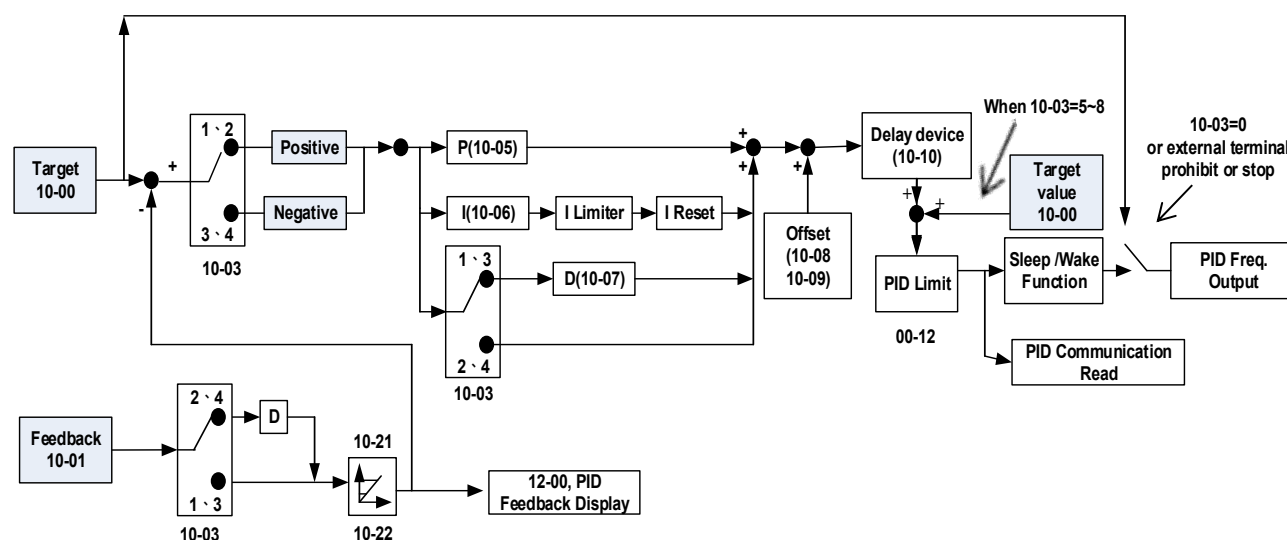 When 10-03=5~8
10-03=0
or external terminal
prohibit or stop
Target
10-00
+
-
1、2
3、4
10-03
Positive
Negative
P(10-05)
I(10-06)
I Limiter
I Reset
1、3
D(10-07)
2、4
10-03
+
+
+
Offset
(10-08
10-09)
Delay device
(10-10)
+
+
Target
value
10-00
PID Limit
00-12
Sleep /Wake
Function
PID Freq.
Output
PID Communication
Read
Feedback
10-01
2、4
D
1、3
10-03
10-21
10-22
12-00, PID
Feedback Display